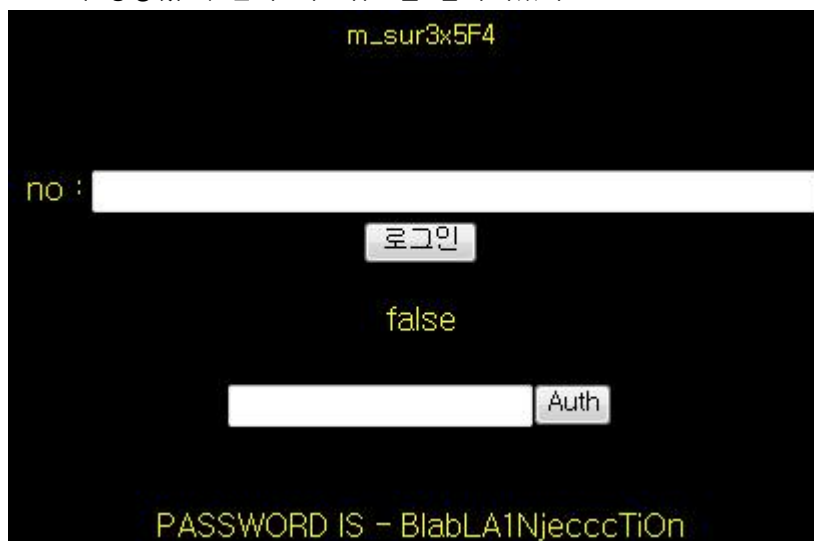 m_sur3x5F4
no :
로그인
false
Auth
PASSWORD IS - BlabLA1NjecccTiOn